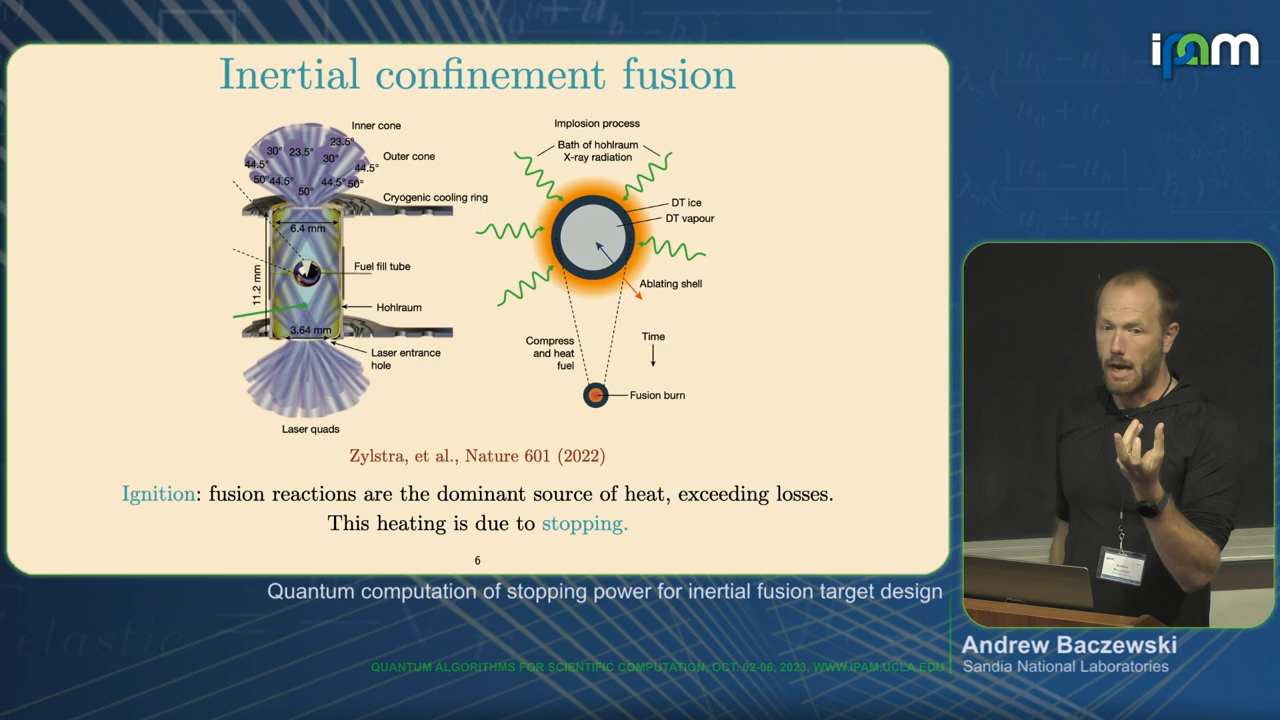 Inertial confinement fusion
Inner cone
23.5°
30°
23.5°
30°
Outer cone
44.5°
44.5°
50°
44.5°
44.5°
50°
50°
Cryogenic cooling ring
6.4 mm
Fuel fill tube
11.2 mm
Hohlraum
3.64 mm
Laser entrance
hole
Laser quads
Implosion process
Bath of hohlraum
X-ray radiation
DT ice
DT vapour
Ablating shell
Compress
and heat
fuel
Time
Fusion burn
Zylstra, et al., Nature 601 (2022)
Ignition: fusion reactions are the dominant source of heat, exceeding losses.
This heating is due to stopping.
6
ipam
Quantum computation of stopping power for inertial fusion target design
Andrew Baczewski
Sandia National Laboratories
QUANTUM ALGORITHMS FOR SCIENTIFIC COMPUTATION, OCT. 02-06, 2023, WWW.IPAM.UCLA.EDU
elastic